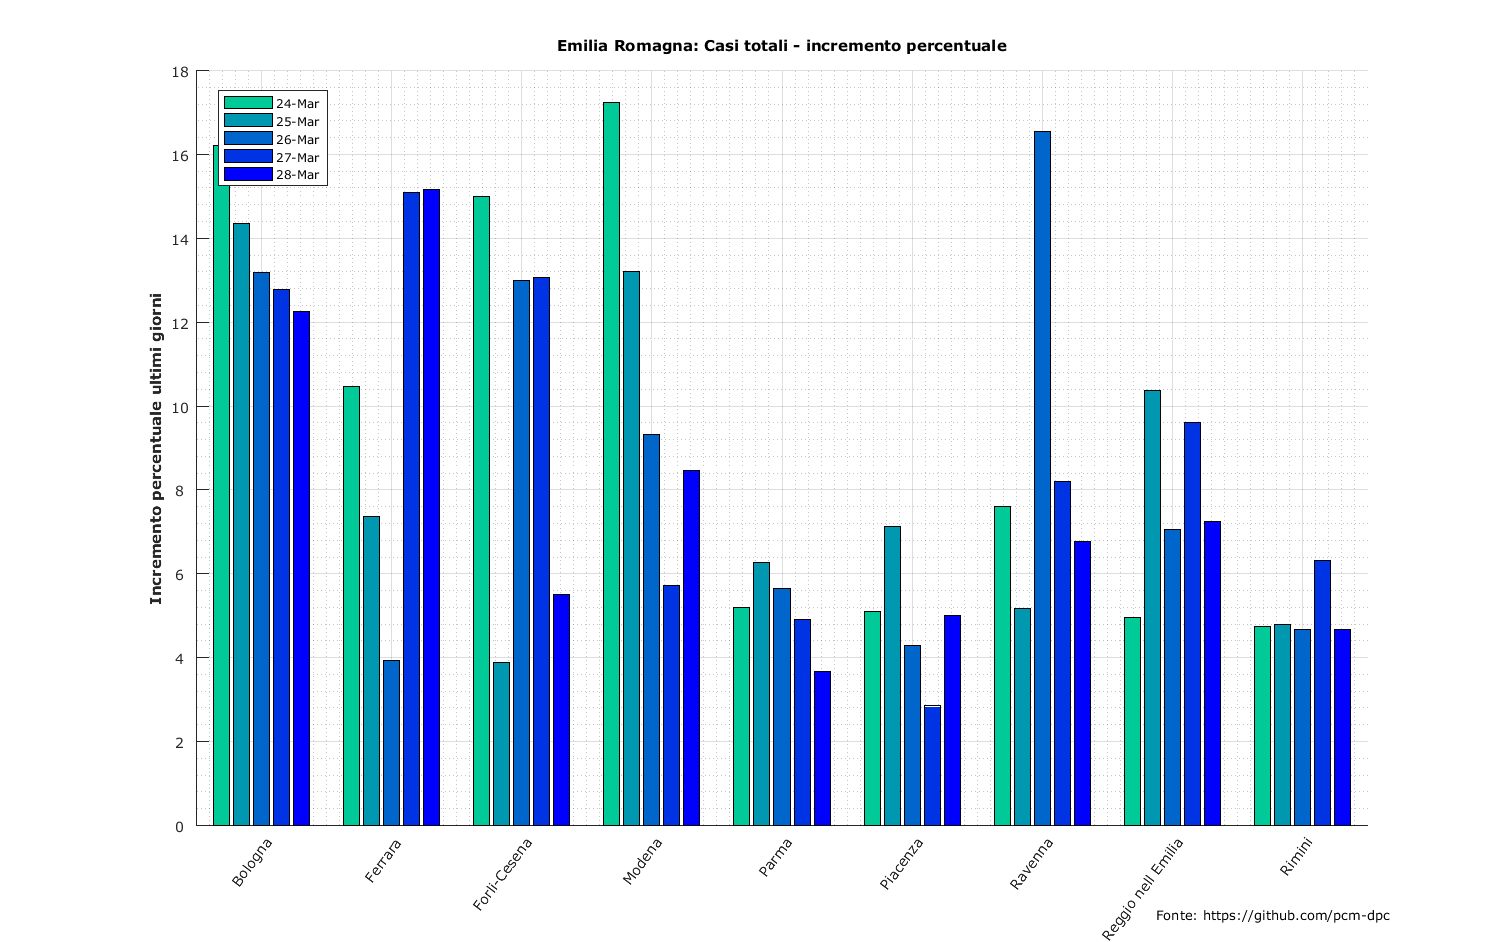 Emilia Romagna: Casi totali - incremento percentuale
18
16
14
12
10
8
6
4
2
0
Incremento percentuale ultimi giorni
24-Mar
25-Mar
26-Mar
27-Mar
28-Mar
Bologna
Ferrara
Forlì-Cesena
Modena
Parma
Piacenza
Ravenna
Reggio nell Emilia
Rimini
Fonte: https://github.com/pcm-dpc